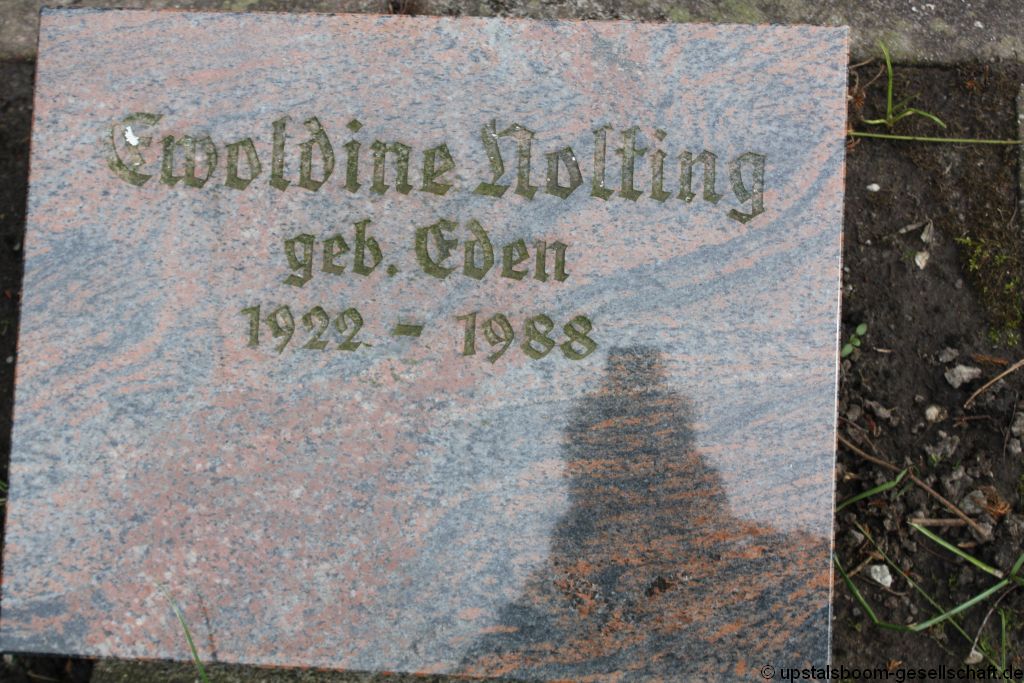 Ewoldine Nolting
geb. Eden
1922 - 1988
© upstalsboom-gesellschaft.de